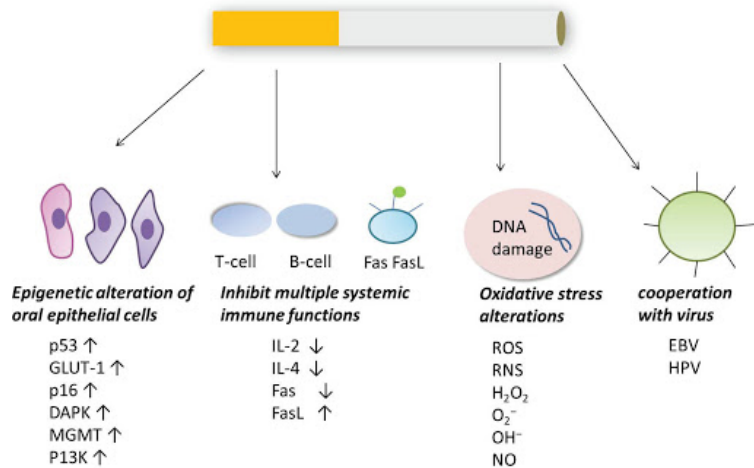 T-cell
B-cell
Fas FasL
DNA
damage
Epigenetic alteration of
oral epithelial cells
p53 ↑
GLUT-1 ↑
p16 ↑
DAPK ↑
MGMT ↑
P13K ↑
Inhibit multiple systemic
immune functions
IL-2 ↓
IL-4 ↓
Fas ↓
FasL ↑
Oxidative stress
alterations
ROS
RNS
H₂O₂
O₂⁻
OH⁻
NO
cooperation
with virus
EBV
HPV